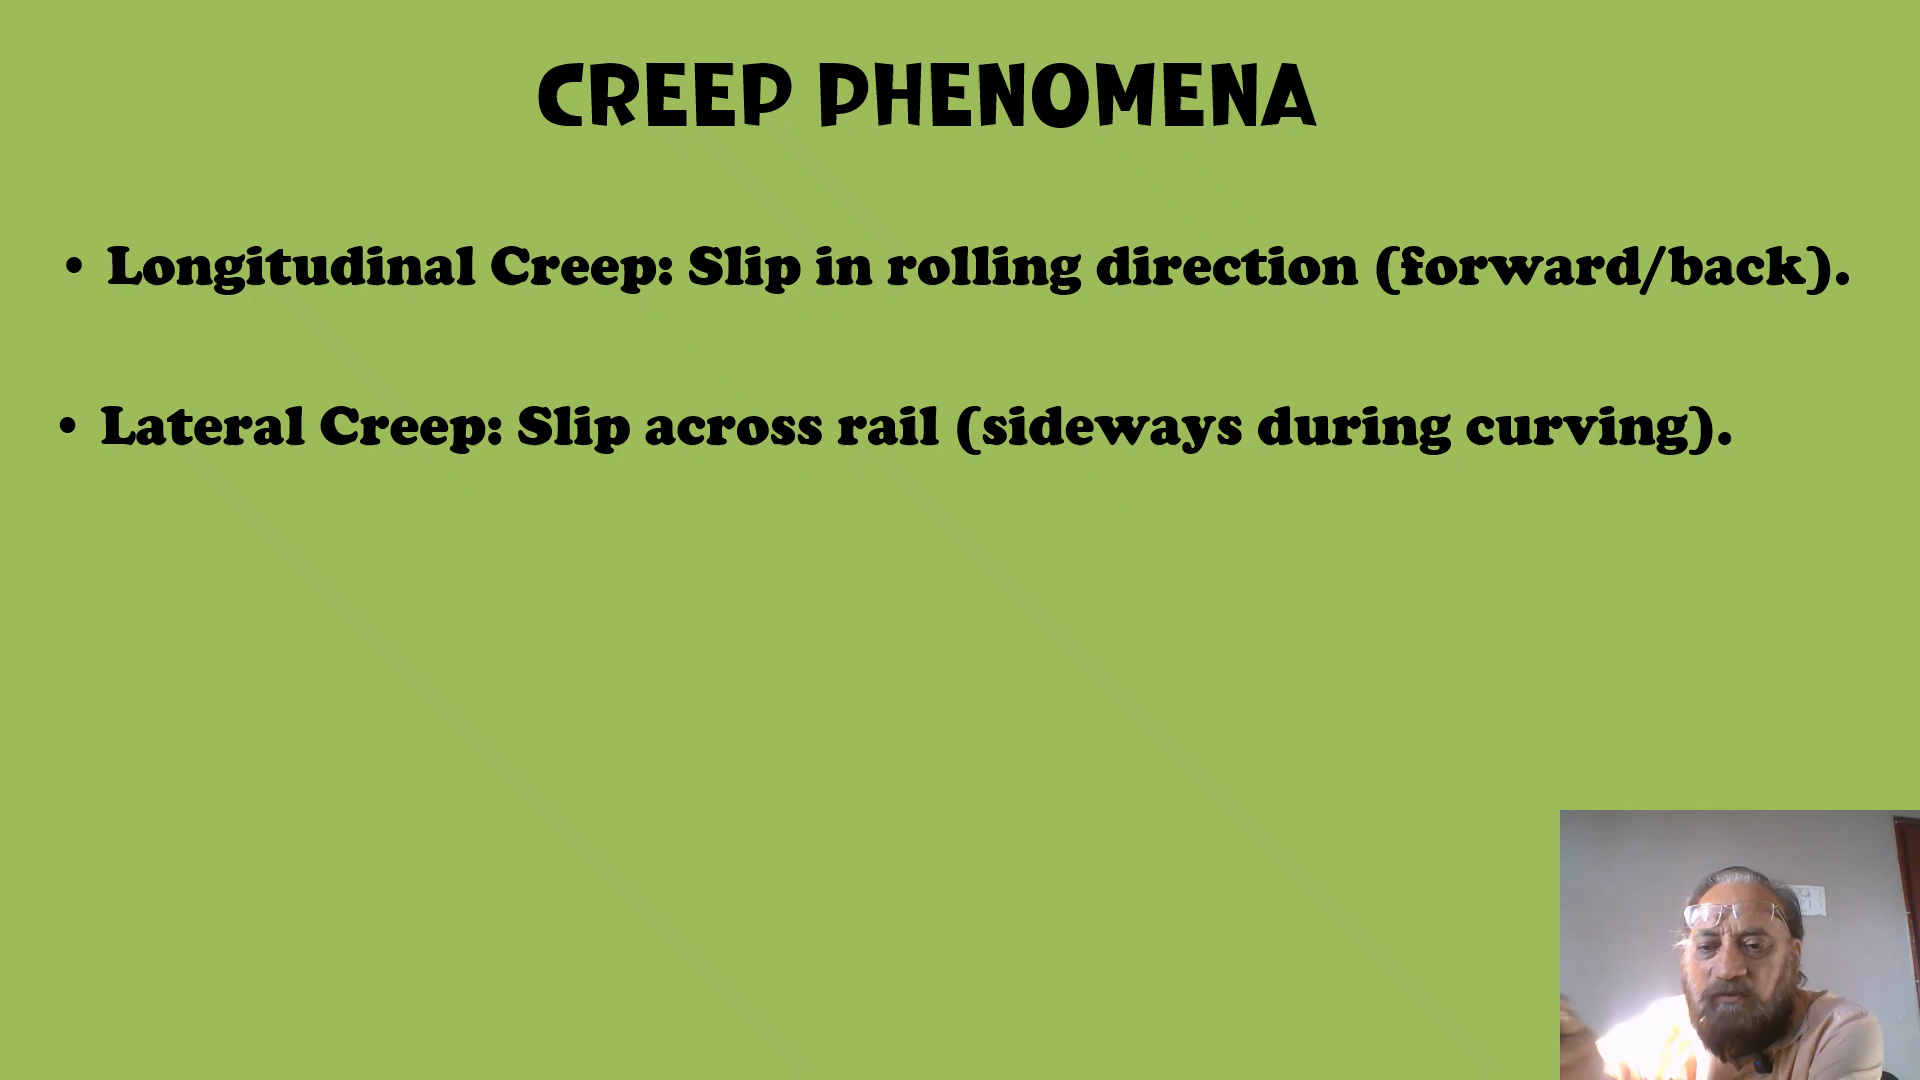 CREEP PHENOMENA
• Longitudinal Creep: Slip in rolling direction (forward/back).
• Lateral Creep: Slip across rail (sideways during curving).